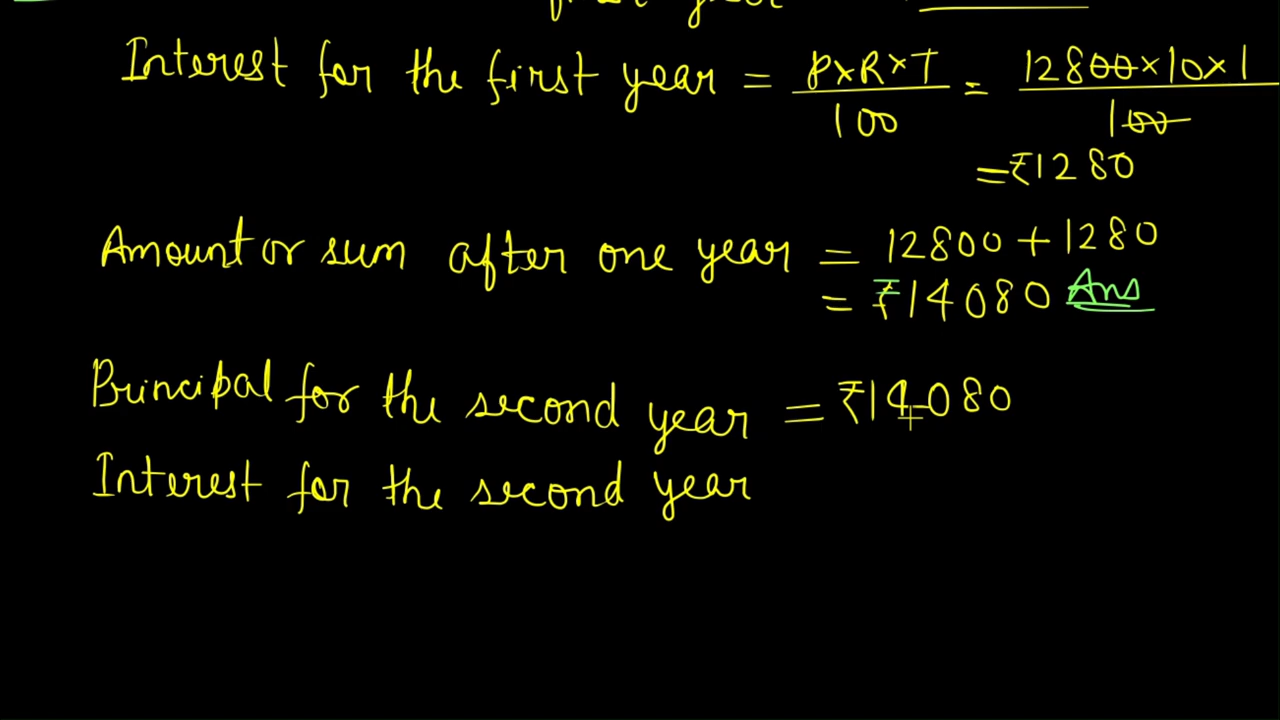 Interest for the first year = P×R×T / 100 = 12800×10×1 / 100
= ₹1280
Amount or sum after one year = 12800 + 1280
= ₹14080 Ans
Principal for the second year = ₹14080
Interest for the second year